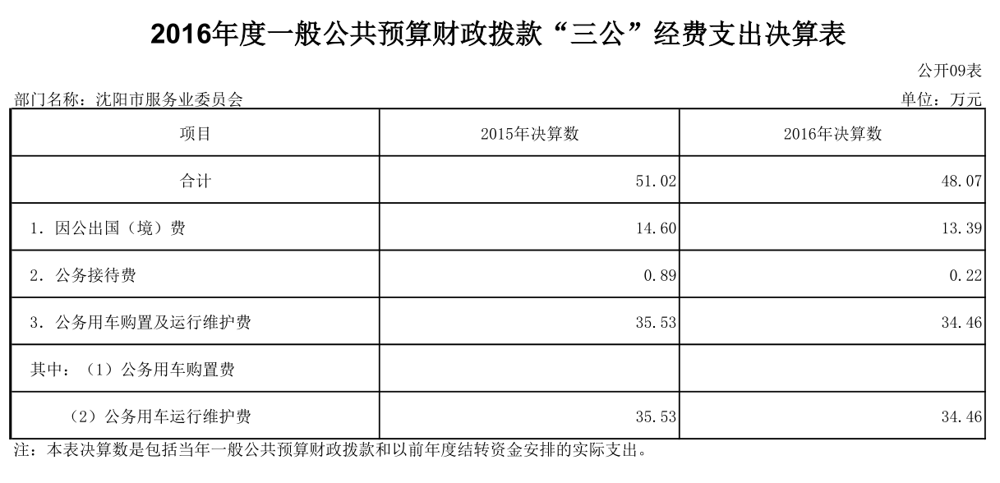 2016年度一般公共预算财政拨款“三公”经费支出决算表
公开09表
部门名称：沈阳市服务业委员会 单位：万元
项目 2015年决算数 2016年决算数
合计 51.02 48.07
1. 因公出国（境）费 14.60 13.39
2. 公务接待费 0.89 0.22
3. 公务用车购置及运行维护费 35.53 34.46
其中：（1）公务用车购置费
（2）公务用车运行维护费 35.53 34.46
注：本表决算数是包括当年一般公共预算财政拨款和以前年度结转资金安排的实际支出。